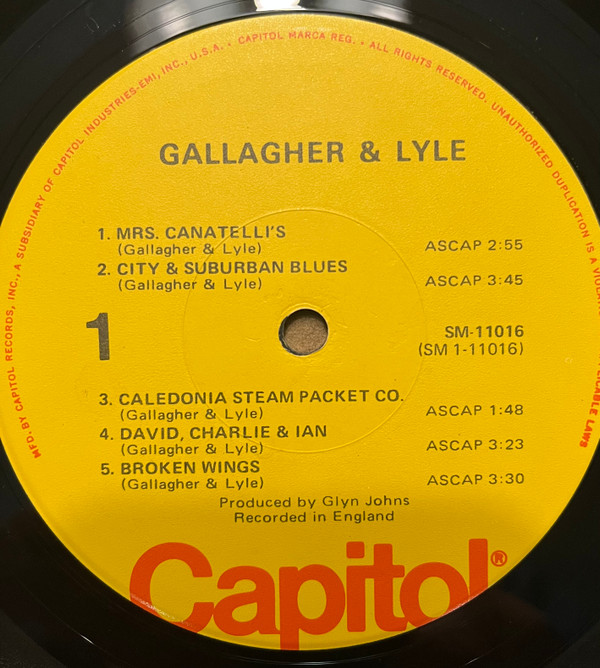 MFD. BY CAPITOL RECORDS, INC., A SUBSIDIARY OF CAPITOL INDUSTRIES-EMI, INC., U.S.A. • CAPITOL MARCA REG. • ALL RIGHTS RESERVED. UNAUTHORIZED DUPLICATION IS A
LAWS
GALLAGHER & LYLE
1. MRS. CANATELLI'S
(Gallagher & Lyle) ASCAP 2:55
2. CITY & SUBURBAN BLUES
(Gallagher & Lyle) ASCAP 3:45
1
SM-11016
(SM 1-11016)
3. CALEDONIA STEAM PACKET CO.
(Gallagher & Lyle) ASCAP 1:48
4. DAVID, CHARLIE & IAN
(Gallagher & Lyle) ASCAP 3:23
5. BROKEN WINGS
(Gallagher & Lyle) ASCAP 3:30
Produced by Glyn Johns
Recorded in England
Capitol®